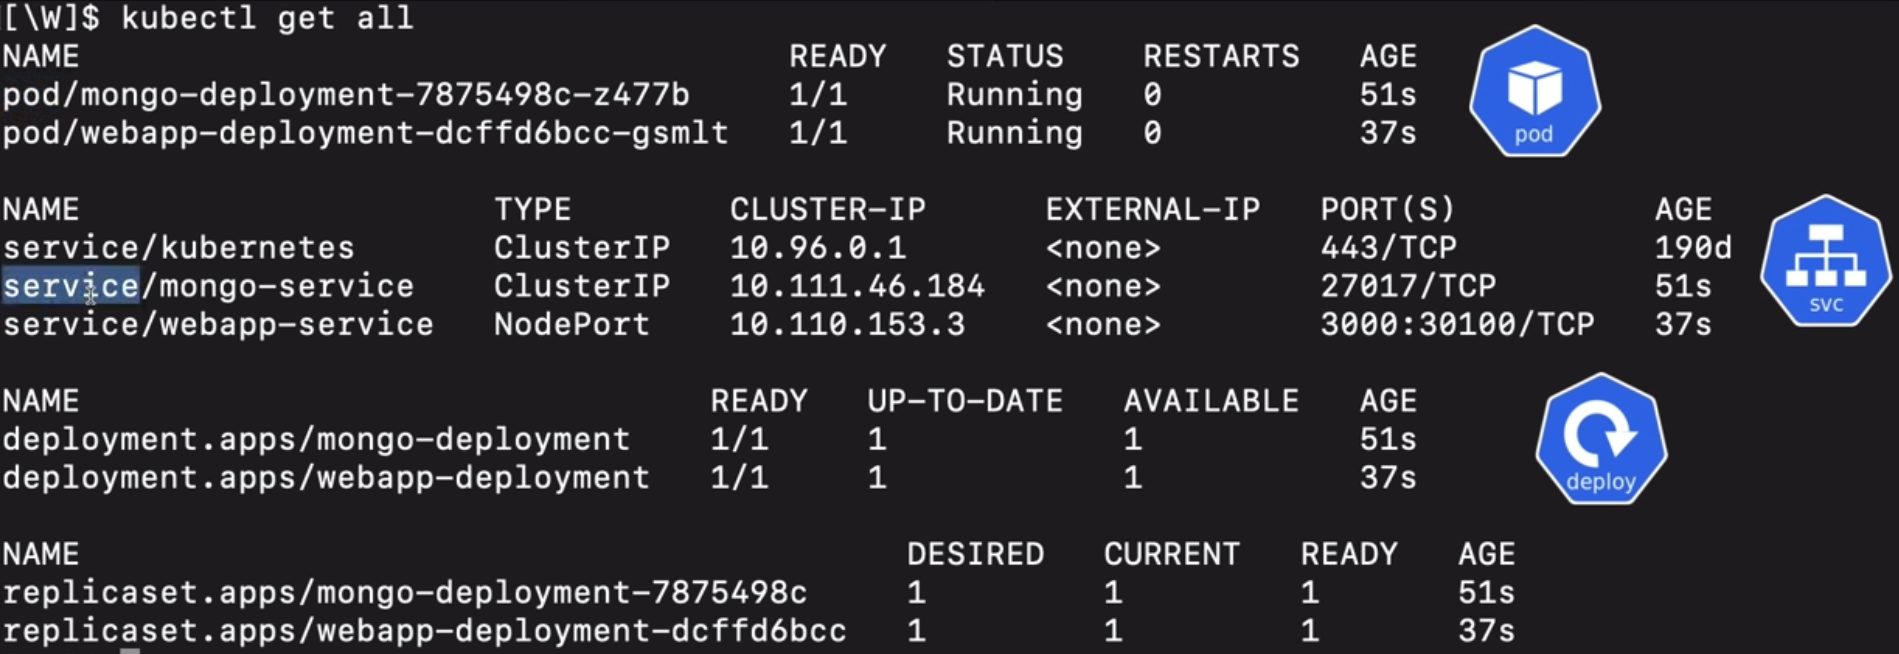 [\W]$ kubectl get all
NAME READY STATUS RESTARTS AGE
pod/mongo-deployment-7875498c-z477b 1/1 Running 0 51s
pod/webapp-deployment-dcffd6bcc-gsmlt 1/1 Running 0 37s
pod
NAME TYPE CLUSTER-IP EXTERNAL-IP PORT(S) AGE
service/kubernetes ClusterIP 10.96.0.1 <none> 443/TCP 190d
service/mongo-service ClusterIP 10.111.46.184 <none> 27017/TCP 51s
service/webapp-service NodePort 10.110.153.3 <none> 3000:30100/TCP 37s
svc
NAME READY UP-TO-DATE AVAILABLE AGE
deployment.apps/mongo-deployment 1/1 1 1 51s
deployment.apps/webapp-deployment 1/1 1 1 37s
deploy
NAME DESIRED CURRENT READY AGE
replicaset.apps/mongo-deployment-7875498c 1 1 1 51s
replicaset.apps/webapp-deployment-dcffd6bcc 1 1 1 37s